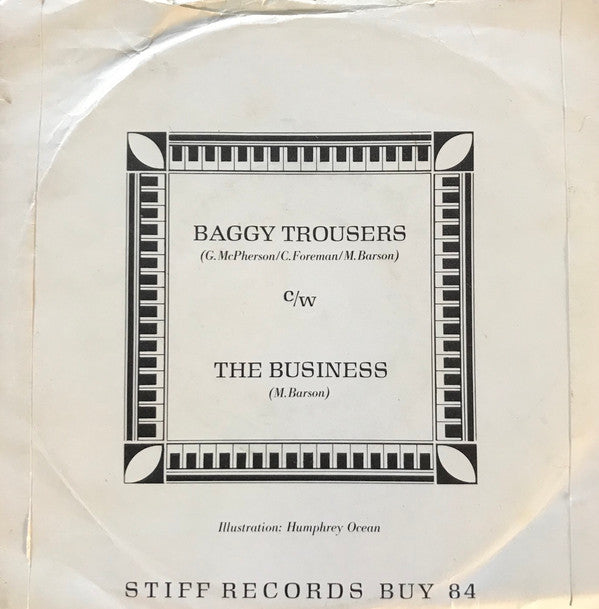 BAGGY TROUSERS
(G. McPherson/C. Foreman/M. Barson)
c/w
THE BUSINESS
(M. Barson)
Illustration: Humphrey Ocean
STIFF RECORDS BUY 84